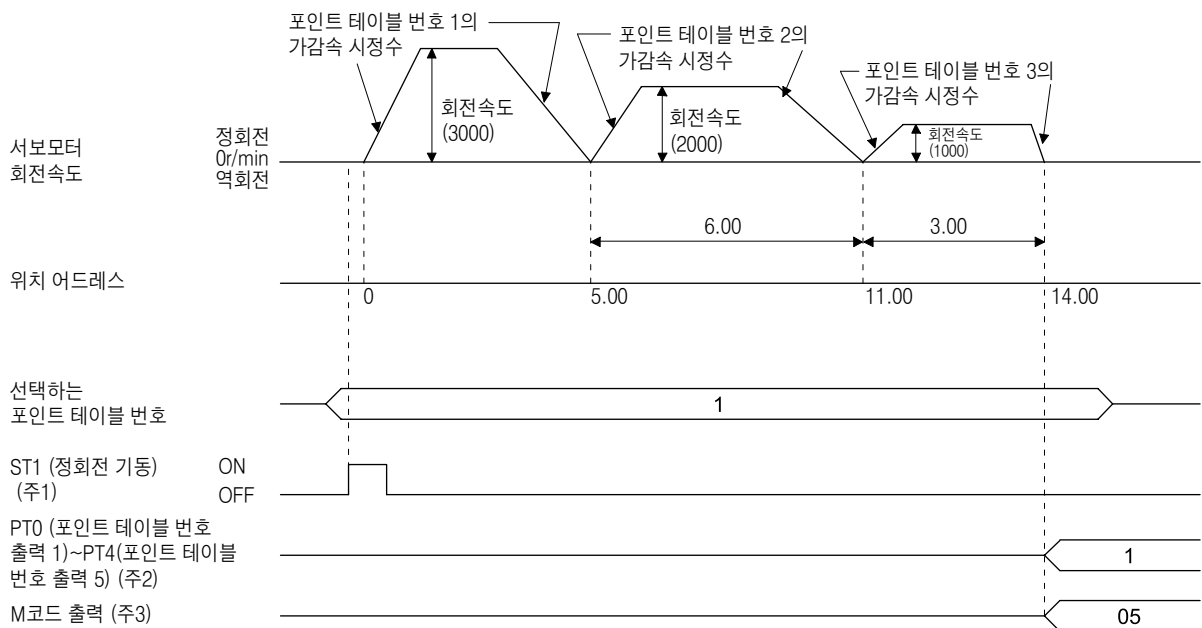 포인트 테이블 번호 1의
가감속 시정수
포인트 테이블 번호 2의
가감속 시정수
포인트 테이블 번호 3의
가감속 시정수
회전속도
(3000)
회전속도
(2000)
회전속도
(1000)
서보모터
회전속도
정회전
0r/min
역회전
6.00
3.00
위치 어드레스
0
5.00
11.00
14.00
선택하는
포인트 테이블 번호
1
ST1 (정회전 기동)
(주1)
ON
OFF
PT0 (포인트 테이블 번호
출력 1)~PT4(포인트 테이블
번호 출력 5) (주2)
1
M코드 출력 (주3)
05